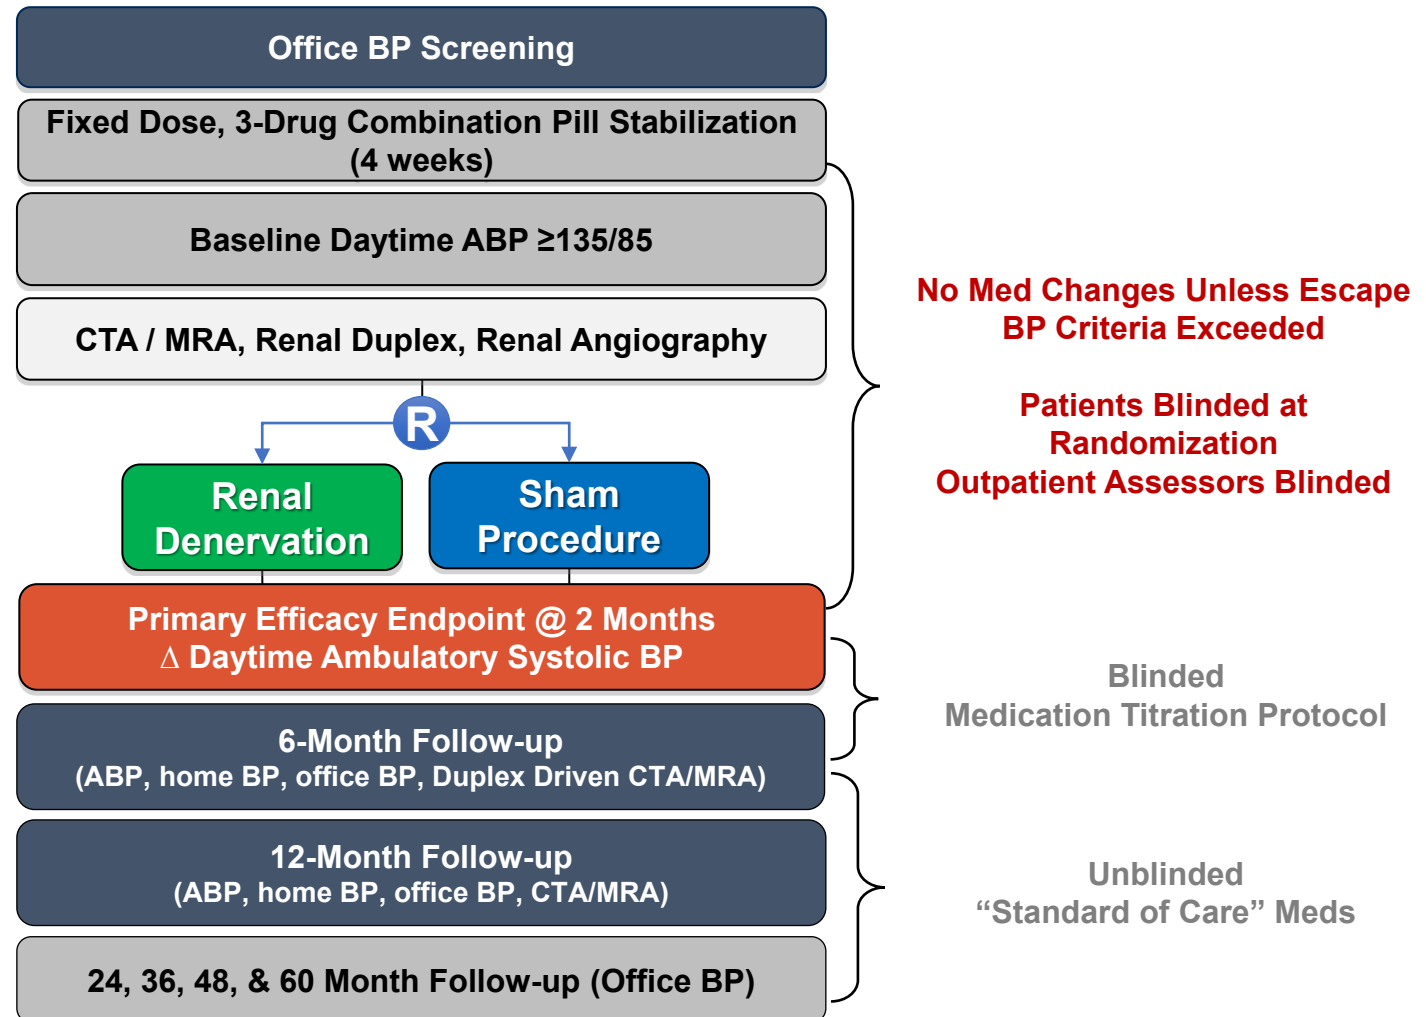 Office BP Screening
Fixed Dose, 3-Drug Combination Pill Stabilization
(4 weeks)
Baseline Daytime ABP ≥135/85
CTA / MRA, Renal Duplex, Renal Angiography
R
Renal
Denervation
Sham
Procedure
Primary Efficacy Endpoint @ 2 Months
Δ Daytime Ambulatory Systolic BP
6-Month Follow-up
(ABP, home BP, office BP, Duplex Driven CTA/MRA)
12-Month Follow-up
(ABP, home BP, office BP, CTA/MRA)
24, 36, 48, & 60 Month Follow-up (Office BP)
No Med Changes Unless Escape
BP Criteria Exceeded
Patients Blinded at
Randomization
Outpatient Assessors Blinded
Blinded
Medication Titration Protocol
Unblinded
“Standard of Care” Meds